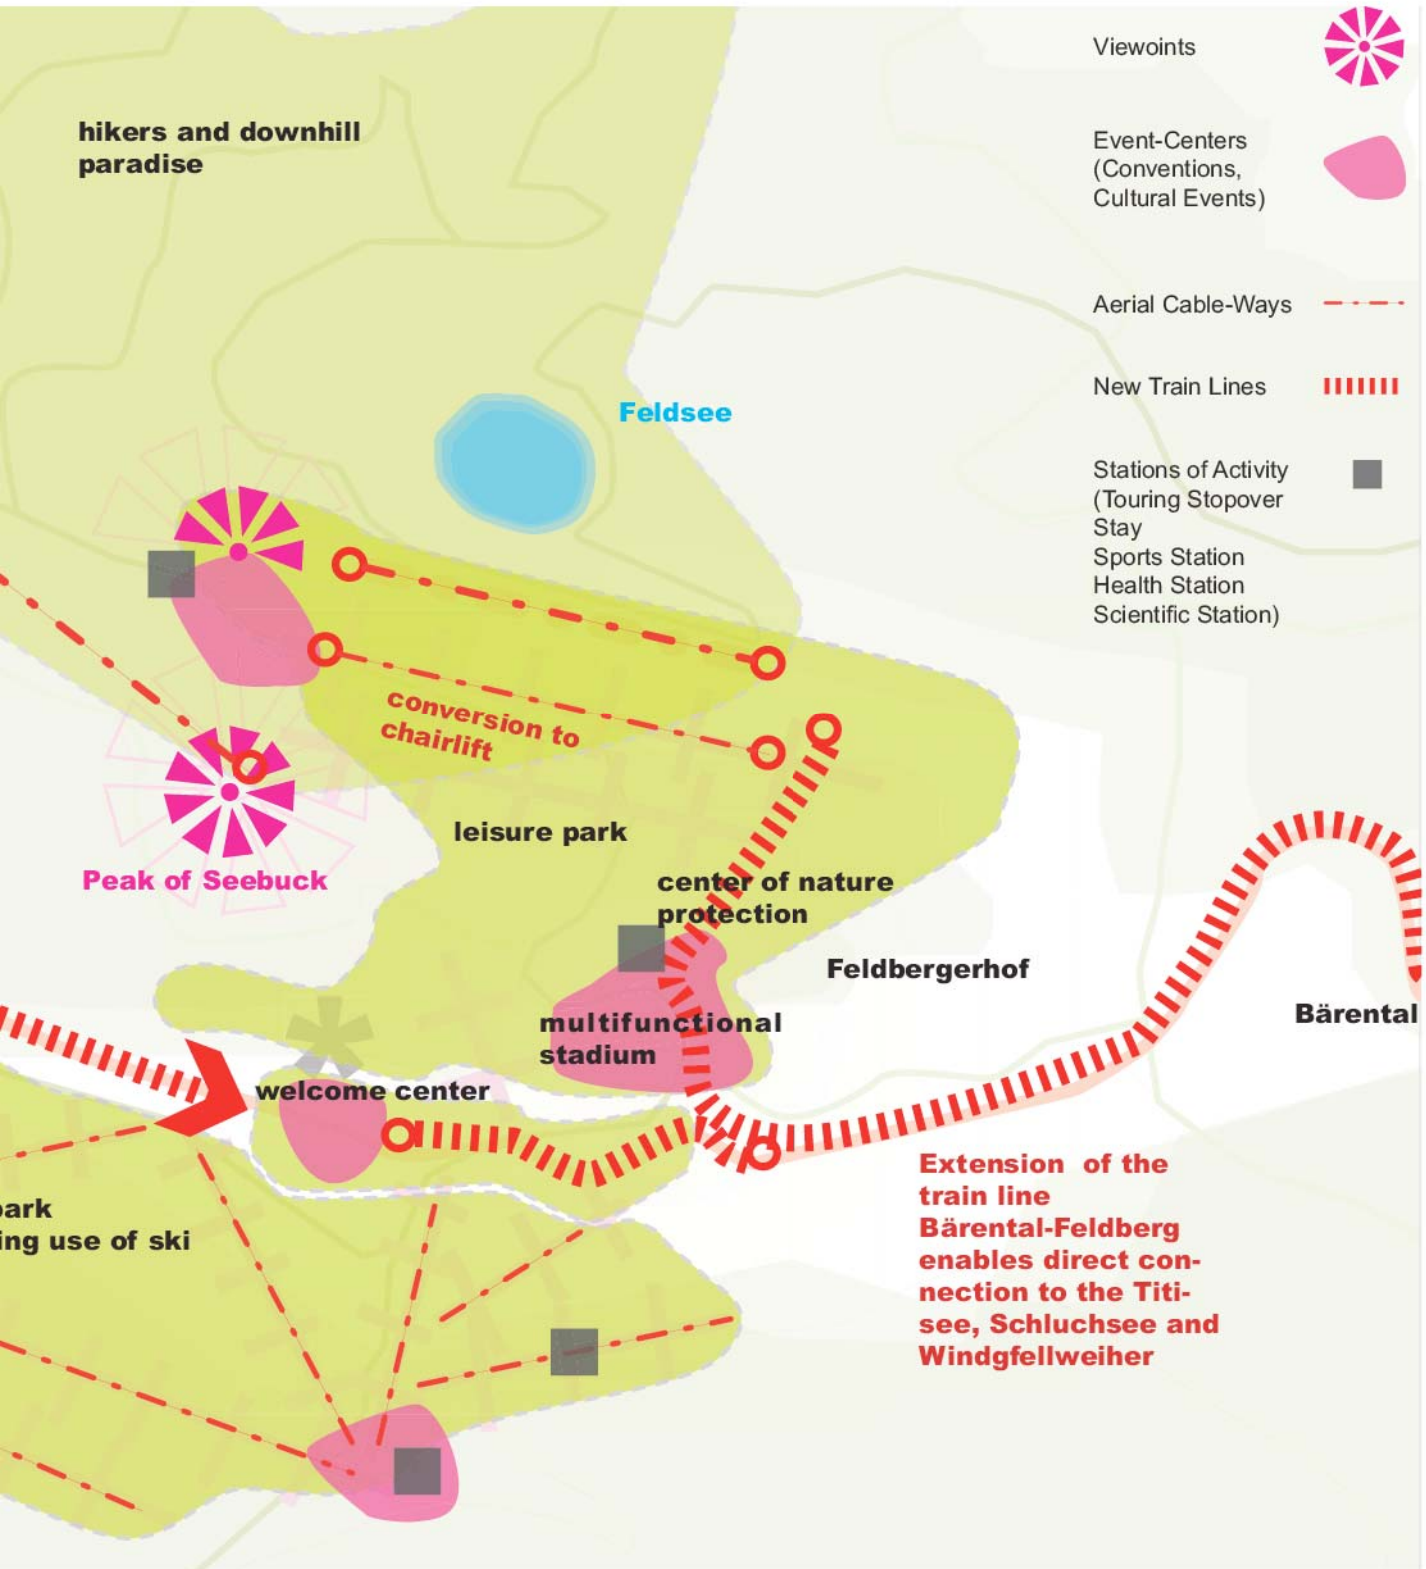 Viewoints
Event-Centers
(Conventions,
Cultural Events)
Aerial Cable-Ways
New Train Lines
Stations of Activity
(Touring Stopover
Stay
Sports Station
Health Station
Scientific Station)
hikers and downhill
paradise
Feldsee
conversion to
chairlift
leisure park
Peak of Seebuck
center of nature
protection
Feldbergerhof
Bärental
multifunctional
stadium
welcome center
Extension of the
train line
Bärental-Feldberg
enables direct con-
nection to the Titi-
see, Schluchsee and
Windgfellweiher
park
ing use of ski